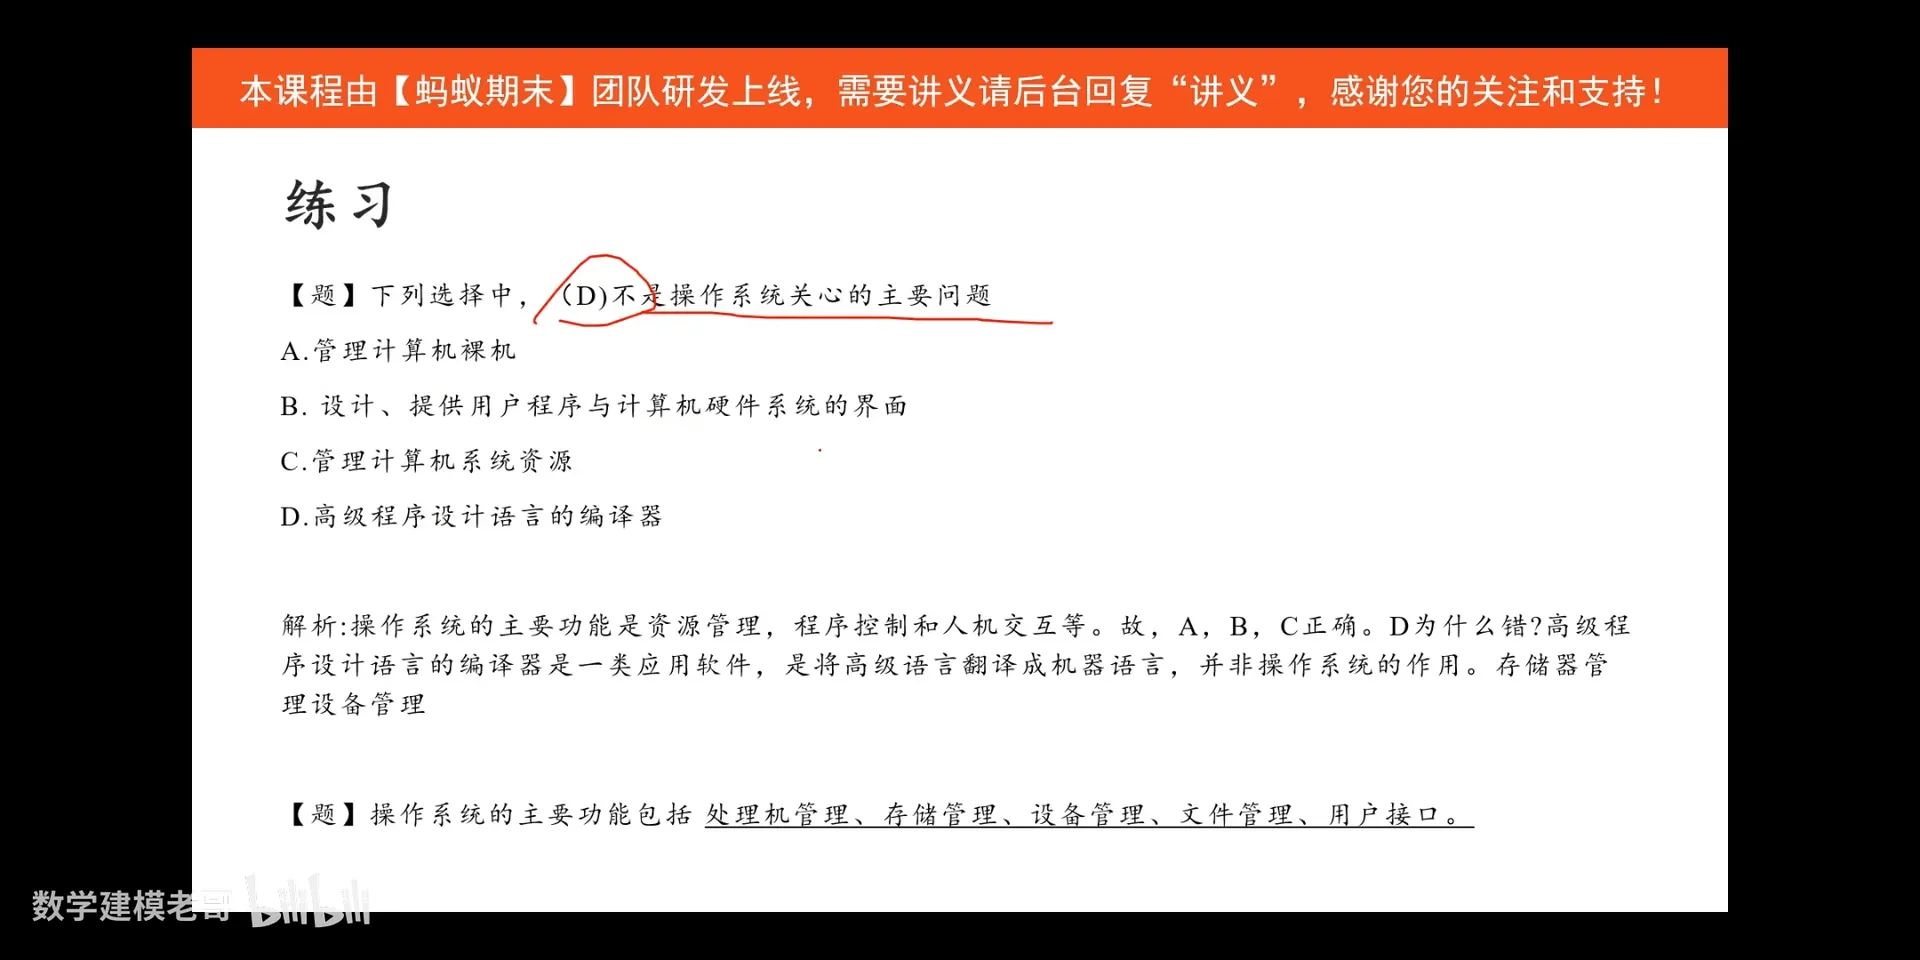 本课程由【蚂蚁期末】团队研发上线，需要讲义请后台回复“讲义”，感谢您的关注和支持！
练习
【题】下列选择中，（D)不是操作系统关心的主要问题
A.管理计算机裸机
B. 设计、提供用户程序与计算机硬件系统的界面
C.管理计算机系统资源
D.高级程序设计语言的编译器
解析:操作系统的主要功能是资源管理，程序控制和人机交互等。故，A，B，C正确。D为什么错?高级程
序设计语言的编译器是一类应用软件，是将高级语言翻译成机器语言，并非操作系统的作用。存储器管
理设备管理
【题】操作系统的主要功能包括 处理机管理、存储管理、设备管理、文件管理、用户接口。
数学建模老哥 bilibili